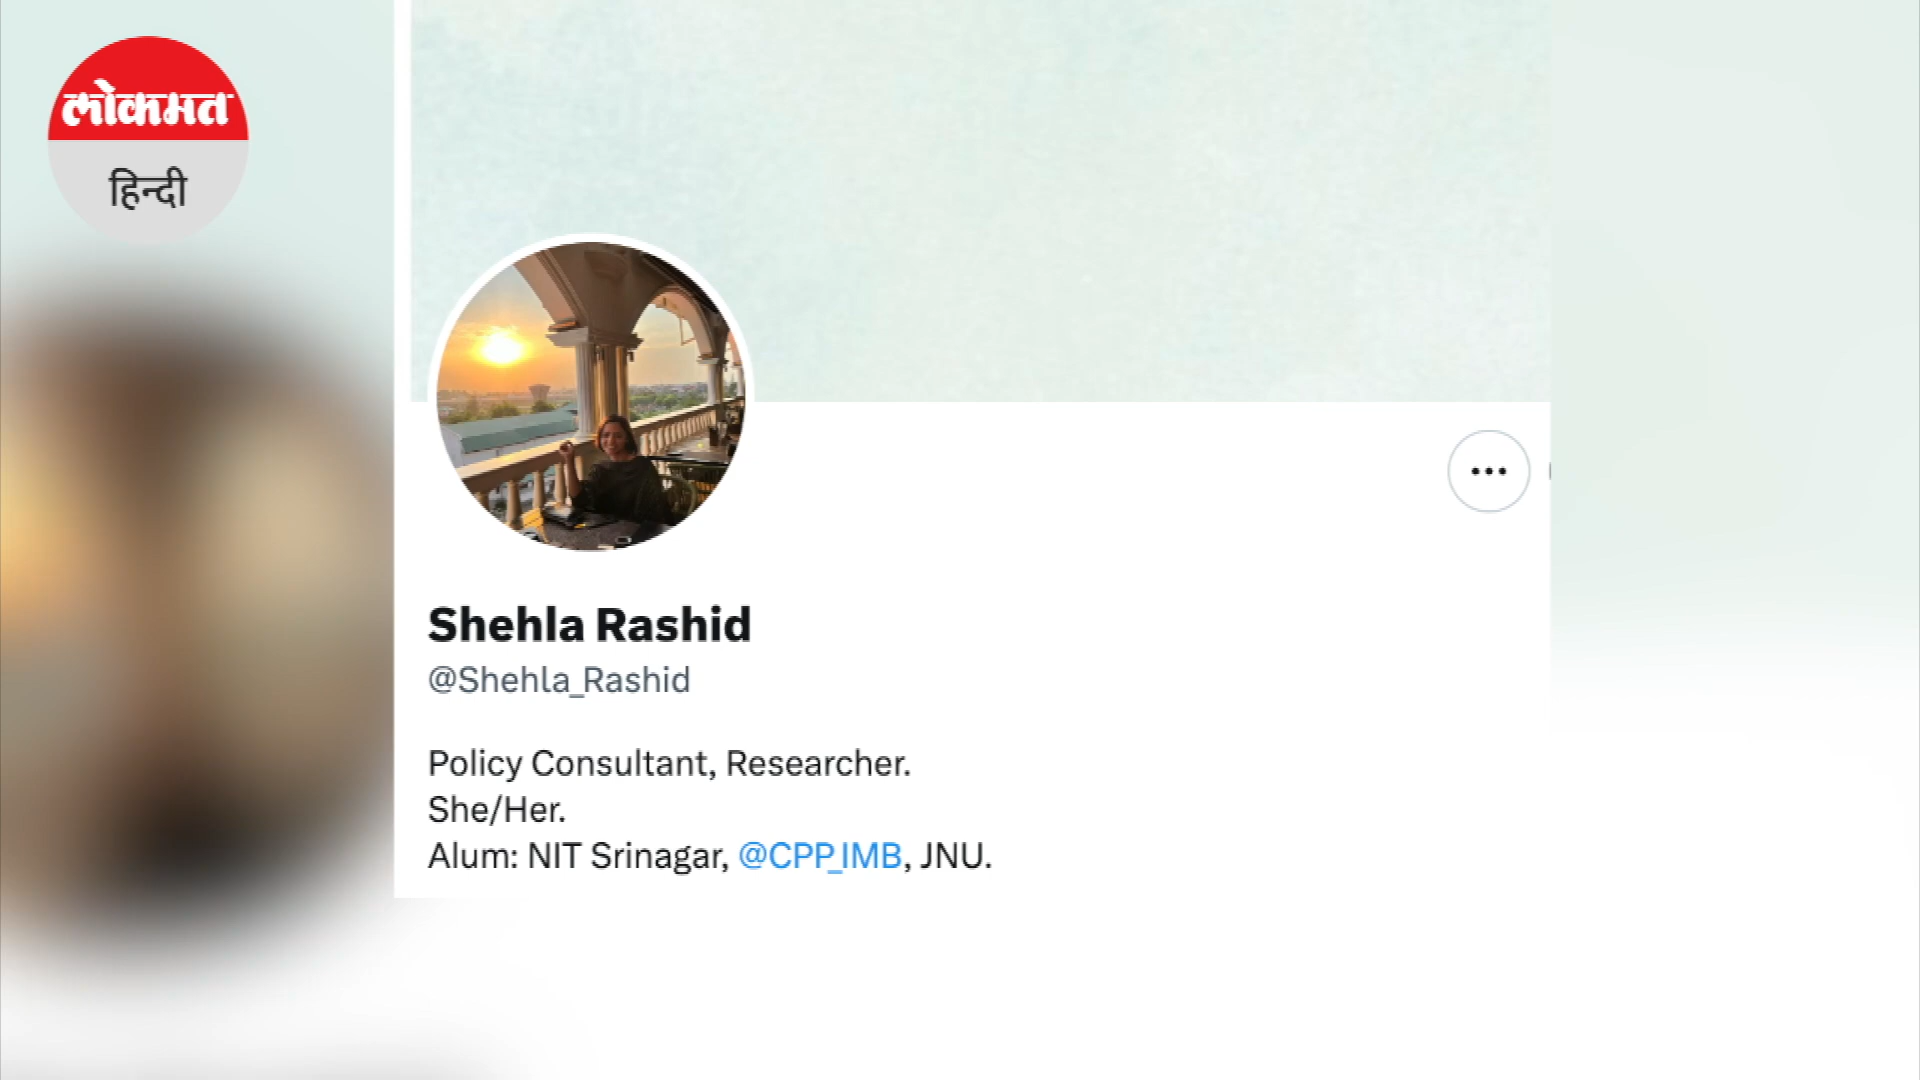 लोकमत
हिन्दी
Shehla Rashid
@Shehla_Rashid
Policy Consultant, Researcher.
She/Her.
Alum: NIT Srinagar, @CPP_IMB, JNU.